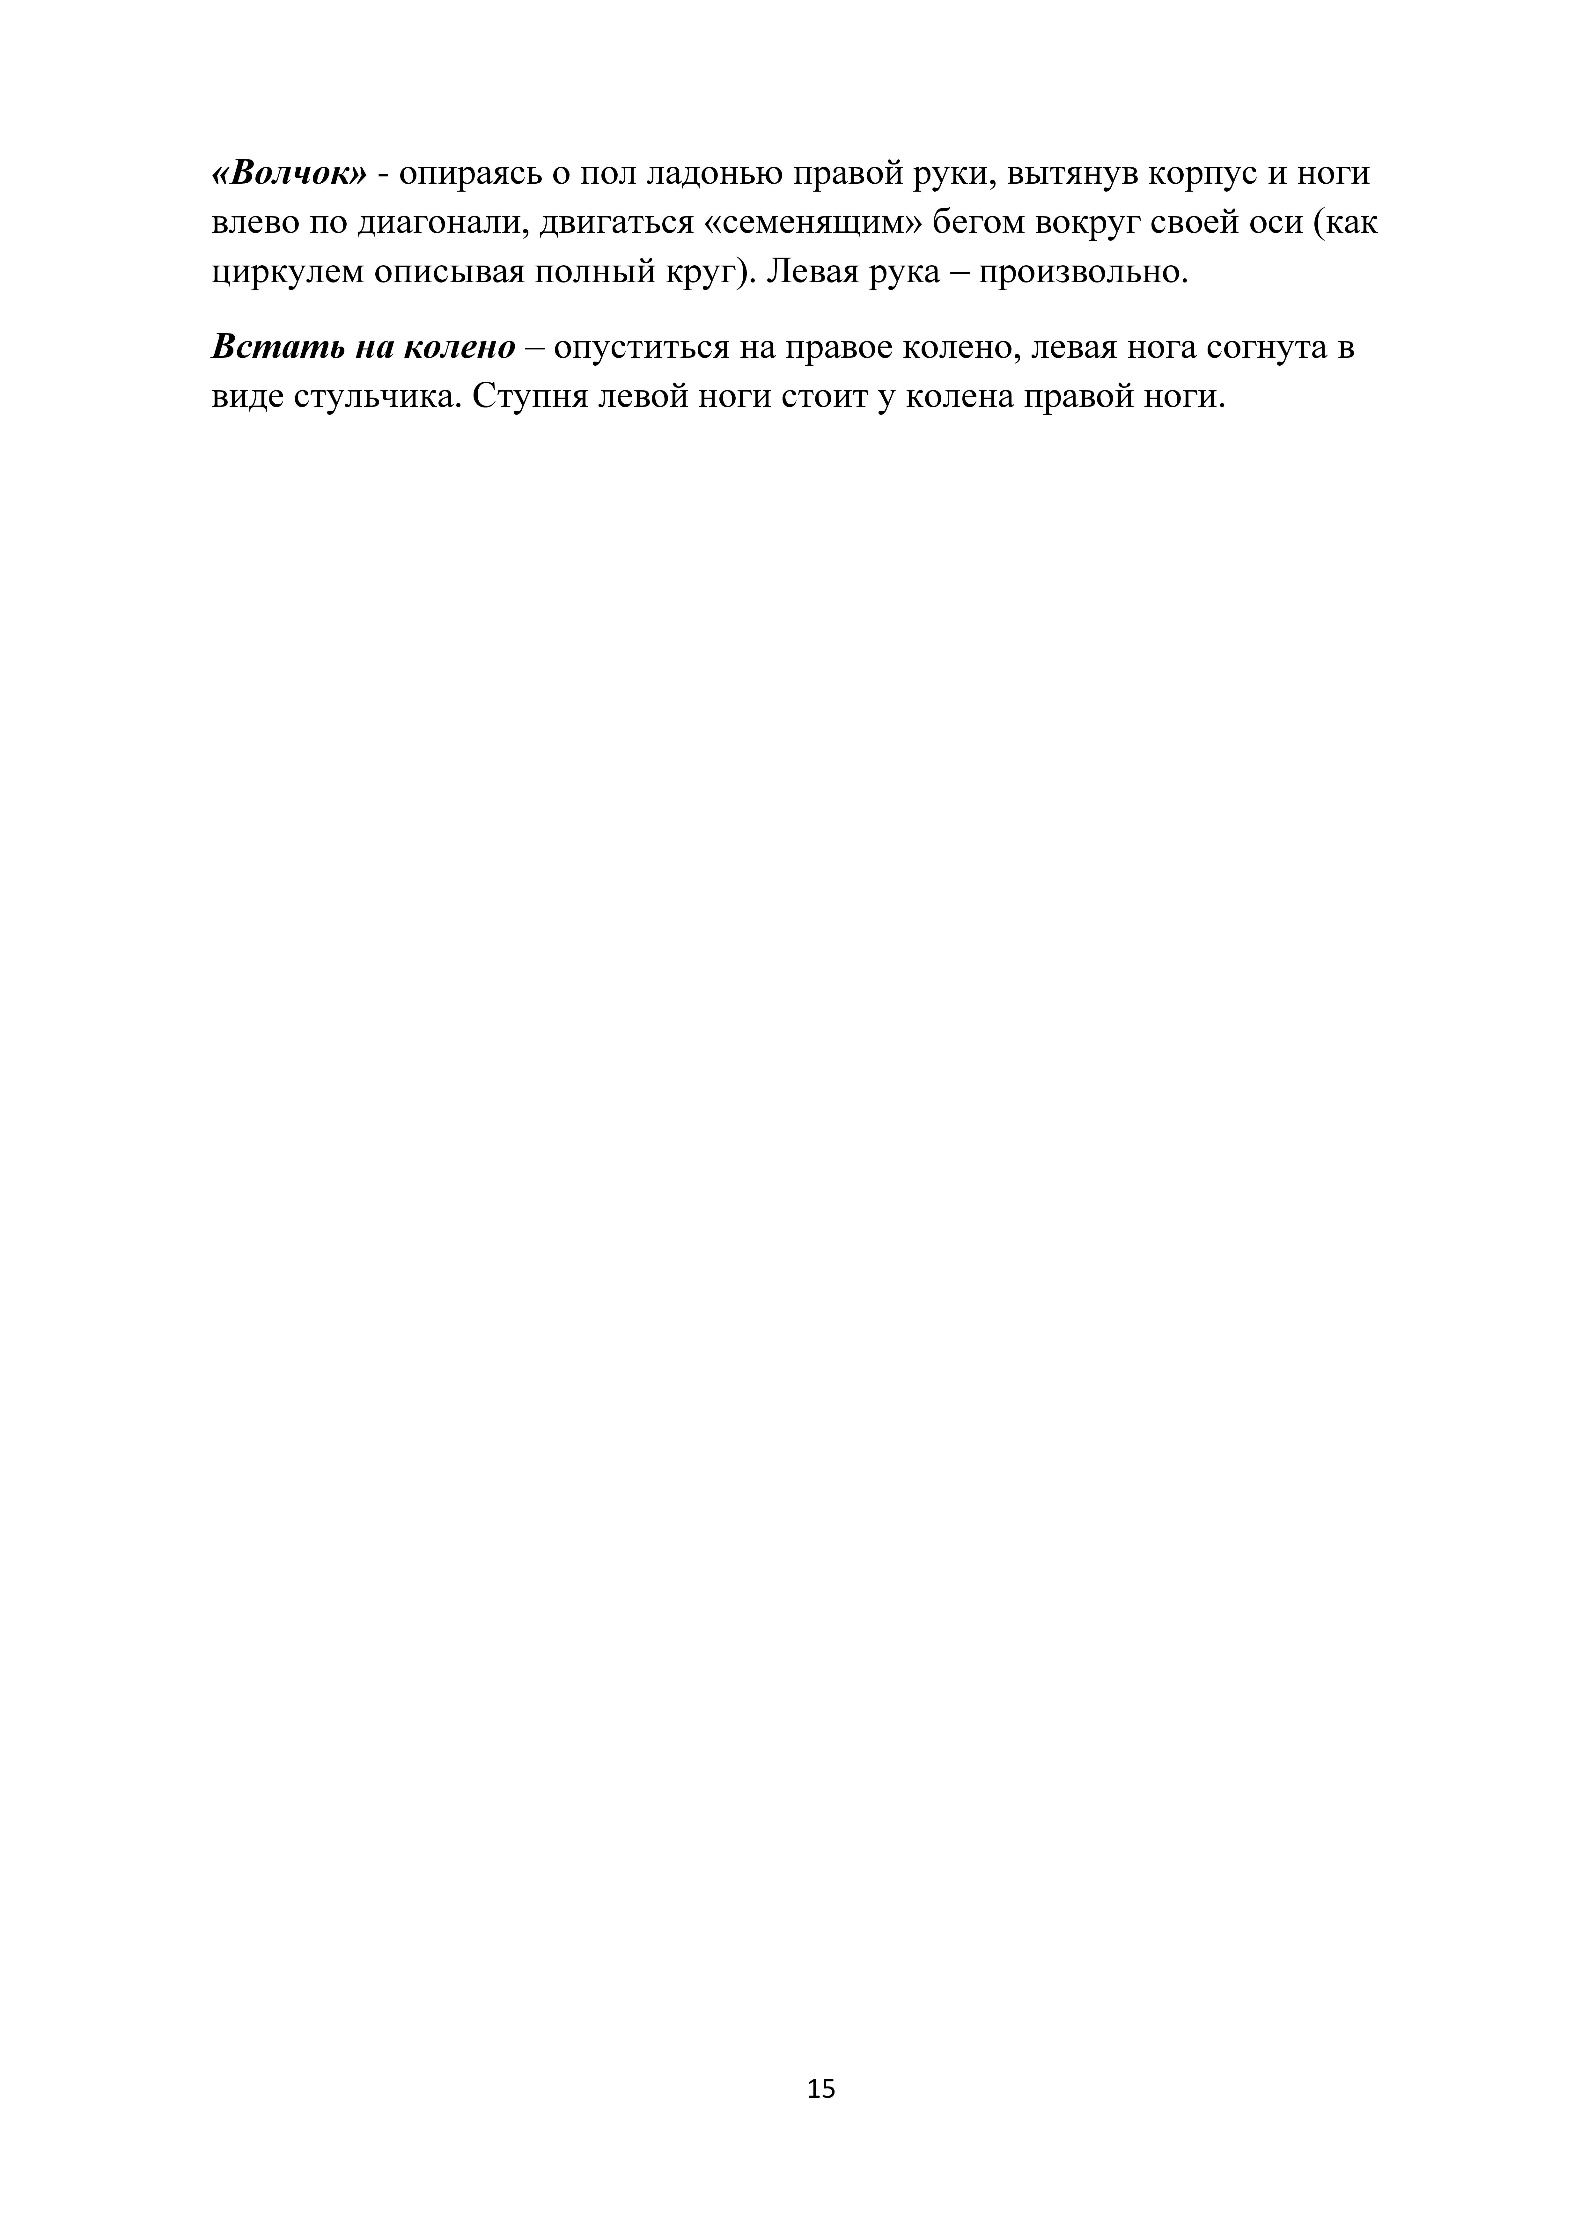 «Волчок» - опираясь о пол ладонью правой руки, вытянув корпус и ноги
влево по диагонали, двигаться «семенящим» бегом вокруг своей оси (как
циркулем описывая полный круг). Левая рука – произвольно.
Встать на колено – опуститься на правое колено, левая нога согнута в
виде стульчика. Ступня левой ноги стоит у колена правой ноги.
15